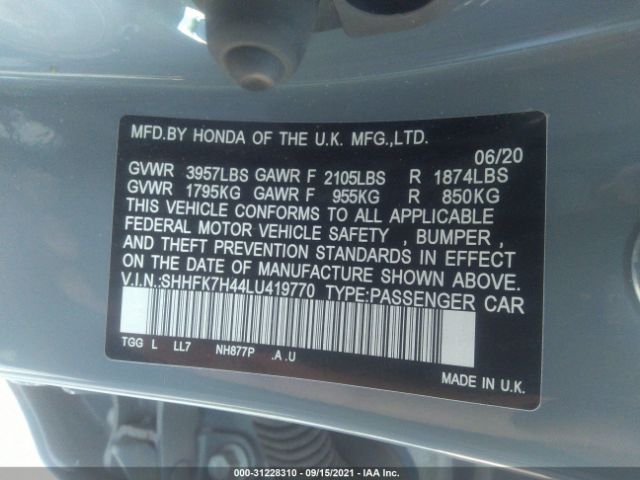 MFD.BY HONDA OF THE U.K. MFG.,LTD.
06/20
GVWR 3957LBS GAWR F 2105LBS R 1874LBS
GVWR 1795KG GAWR F 955KG R 850KG
THIS VEHICLE CONFORMS TO ALL APPLICABLE
FEDERAL MOTOR VEHICLE SAFETY , BUMPER ,
AND THEFT PREVENTION STANDARDS IN EFFECT
ON THE DATE OF MANUFACTURE SHOWN ABOVE.
V.I.N.:SHHFK7H44LU419770 TYPE:PASSENGER CAR
TGG L LL7 NH877P .A .U
MADE IN U.K.
000-31228310 - 09/15/2021 - IAA Inc.